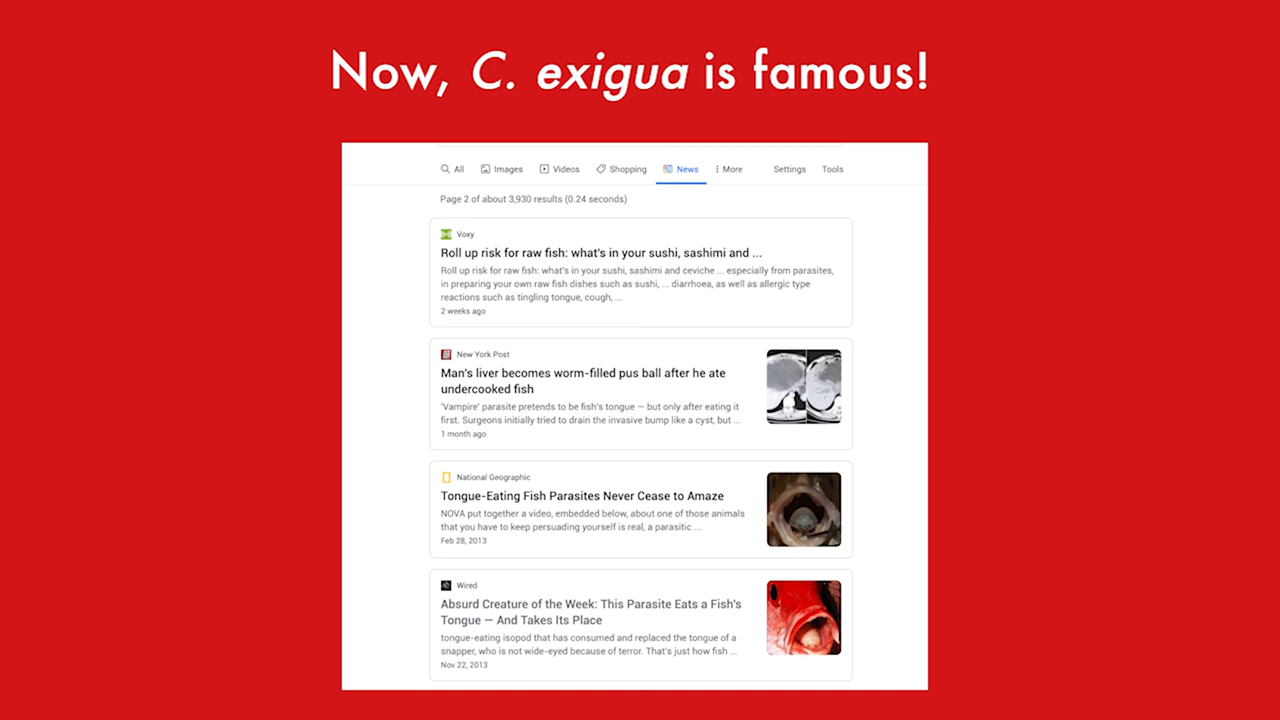 Now, C. exigua is famous!
All Images Videos Shopping News More Settings Tools
Page 2 of about 3,930 results (0.24 seconds)
Voxy
Roll up risk for raw fish: what's in your sushi, sashimi and ...
Roll up risk for raw fish: what's in your sushi, sashimi and ceviche ... especially from parasites,
in preparing your own raw fish dishes such as sushi, ... diarrhoea, as well as allergic type
reactions such as tingling tongue, cough, ...
2 weeks ago
New York Post
Man's liver becomes worm-filled pus ball after he ate
undercooked fish
'Vampire' parasite pretends to be fish's tongue — but only after eating it
first. Surgeons initially tried to drain the invasive bump like a cyst, but ...
1 month ago
National Geographic
Tongue-Eating Fish Parasites Never Cease to Amaze
NOVA put together a video, embedded below, about one of those animals
that you have to keep persuading yourself is real, a parasitic ...
Feb 28, 2013
Wired
Absurd Creature of the Week: This Parasite Eats a Fish's
Tongue — And Takes Its Place
tongue-eating isopod that has consumed and replaced the tongue of a
snapper, who is not wide-eyed because of terror. That's just how fish ...
Nov 22, 2013